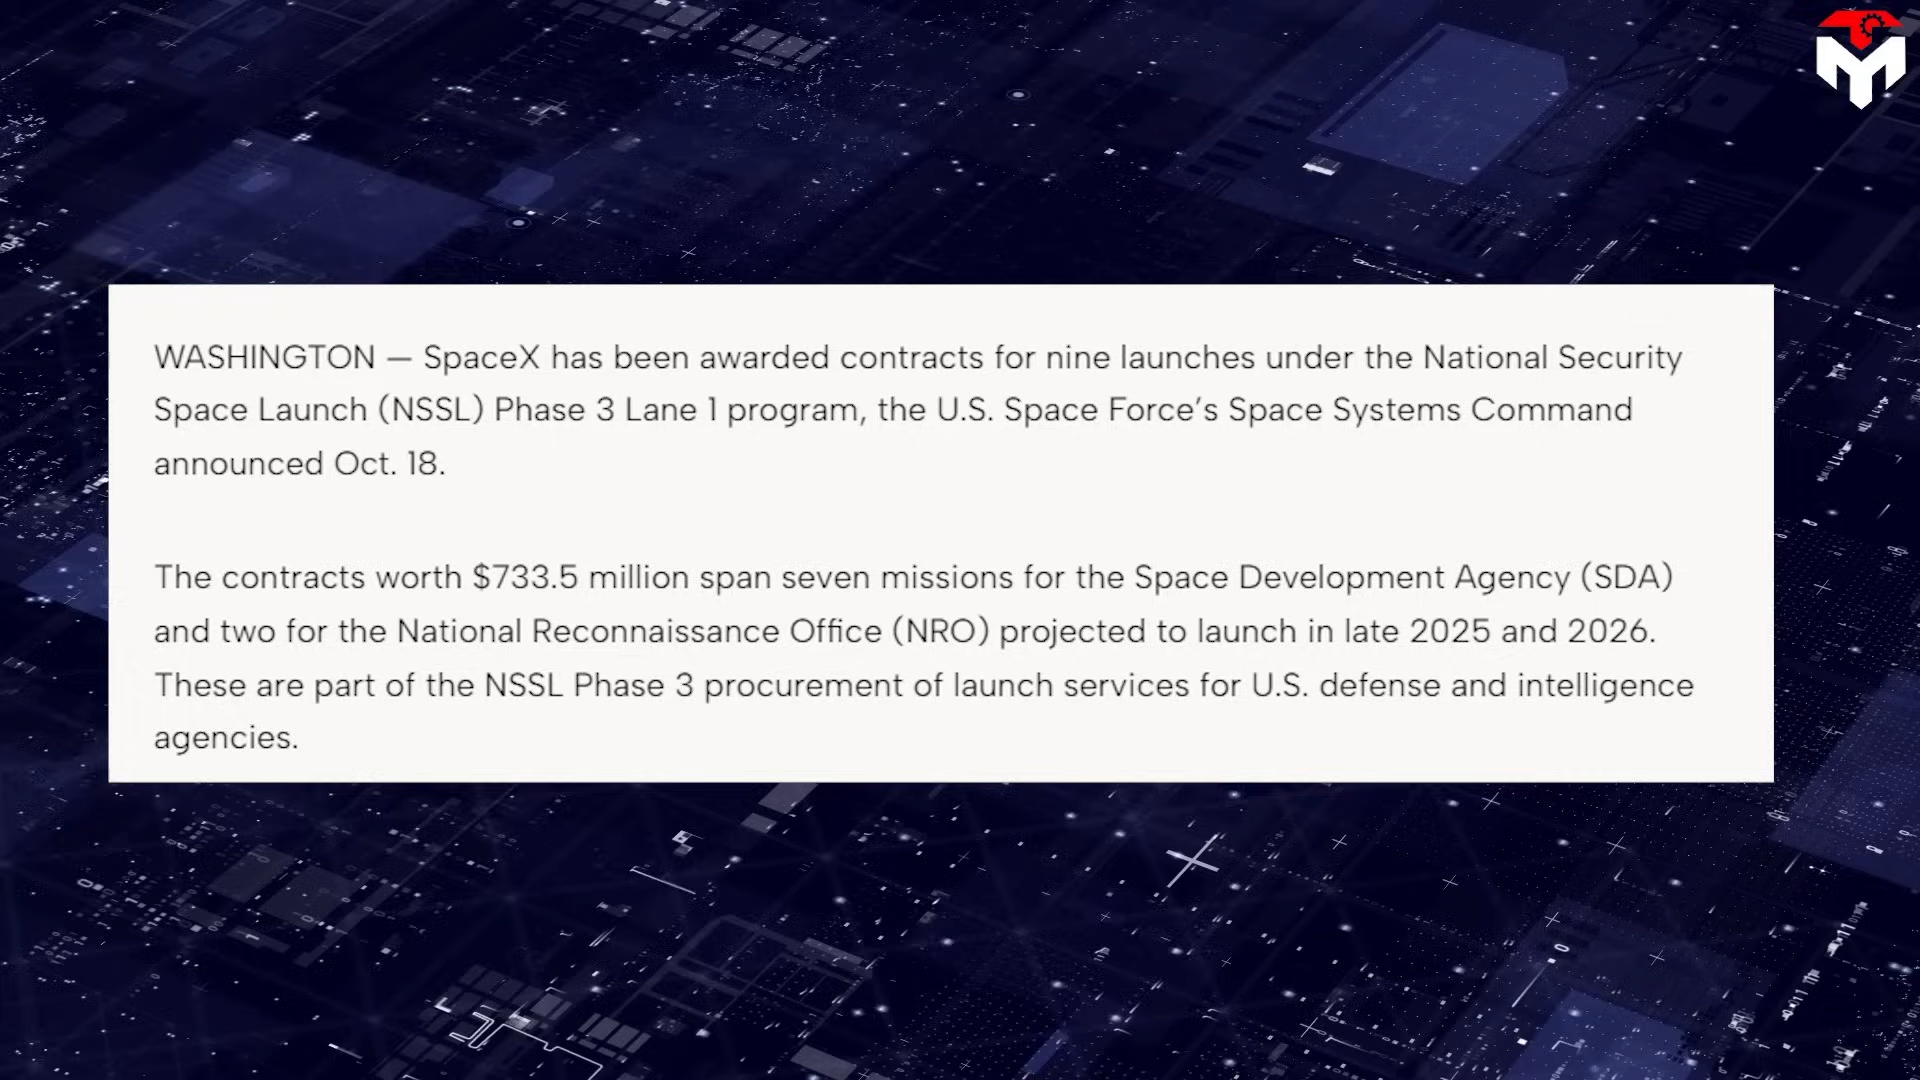 WASHINGTON — SpaceX has been awarded contracts for nine launches under the National Security
Space Launch (NSSL) Phase 3 Lane 1 program, the U.S. Space Force’s Space Systems Command
announced Oct. 18.
The contracts worth $733.5 million span seven missions for the Space Development Agency (SDA)
and two for the National Reconnaissance Office (NRO) projected to launch in late 2025 and 2026.
These are part of the NSSL Phase 3 procurement of launch services for U.S. defense and intelligence
agencies.